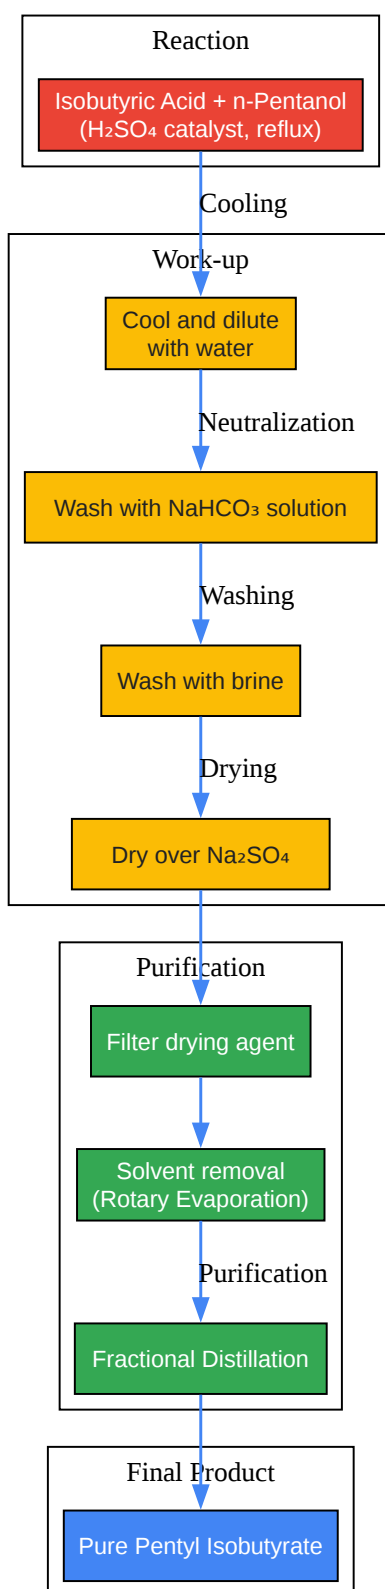 Reaction
Isobutyric Acid + n-Pentanol
(H₂SO₄ catalyst, reflux)
Cooling
Work-up
Cool and dilute
with water
Neutralization
Wash with NaHCO₃ solution
Washing
Wash with brine
Drying
Dry over Na₂SO₄
Purification
Filter drying agent
Solvent removal
(Rotary Evaporation)
Purification
Fractional Distillation
Final Product
Pure Pentyl Isobutyrate